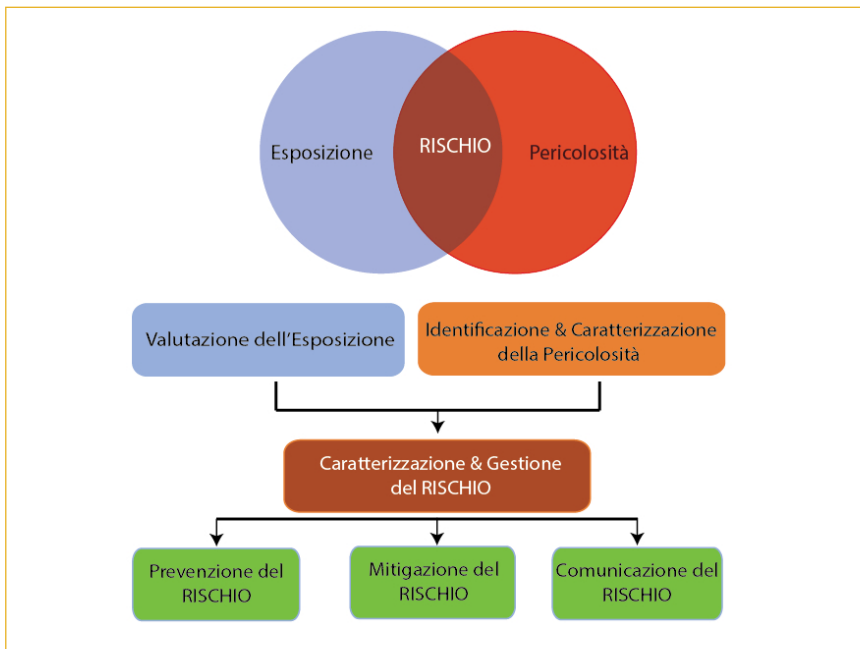 Esposizione
RISCHIO
Pericolosità
Valutazione dell'Esposizione
Identificazione & Caratterizzazione
della Pericolosità
Caratterizzazione & Gestione
del RISCHIO
Prevenzione del
RISCHIO
Mitigazione del
RISCHIO
Comunicazione del
RISCHIO